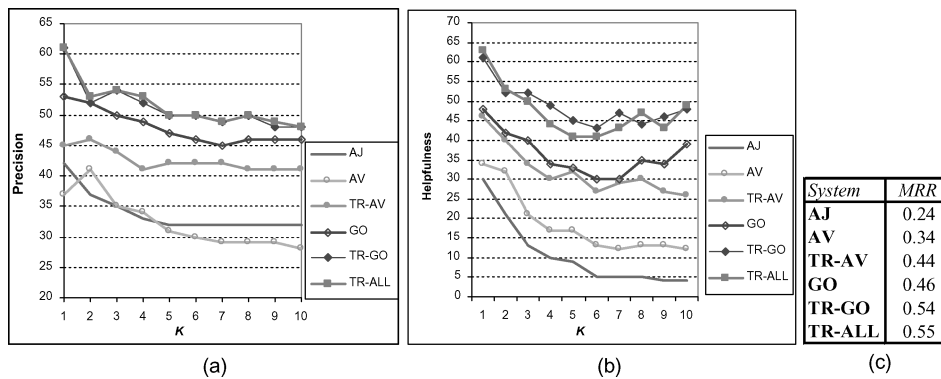 65
60
55
50
45
40
35
30
25
20
Precision
1 2 3 4 5 6 7 8 9 10
K
AJ
AV
TR-AV
GO
TR-GO
TR-ALL
(a)
70
65
60
55
50
45
40
35
30
25
20
15
10
5
0
Helpfulness
1 2 3 4 5 6 7 8 9 10
K
AJ
AV
TR-AV
GO
TR-GO
TR-ALL
(b)
System MRR
AJ 0.24
AV 0.34
TR-AV 0.44
GO 0.46
TR-GO 0.54
TR-ALL 0.55
(c)